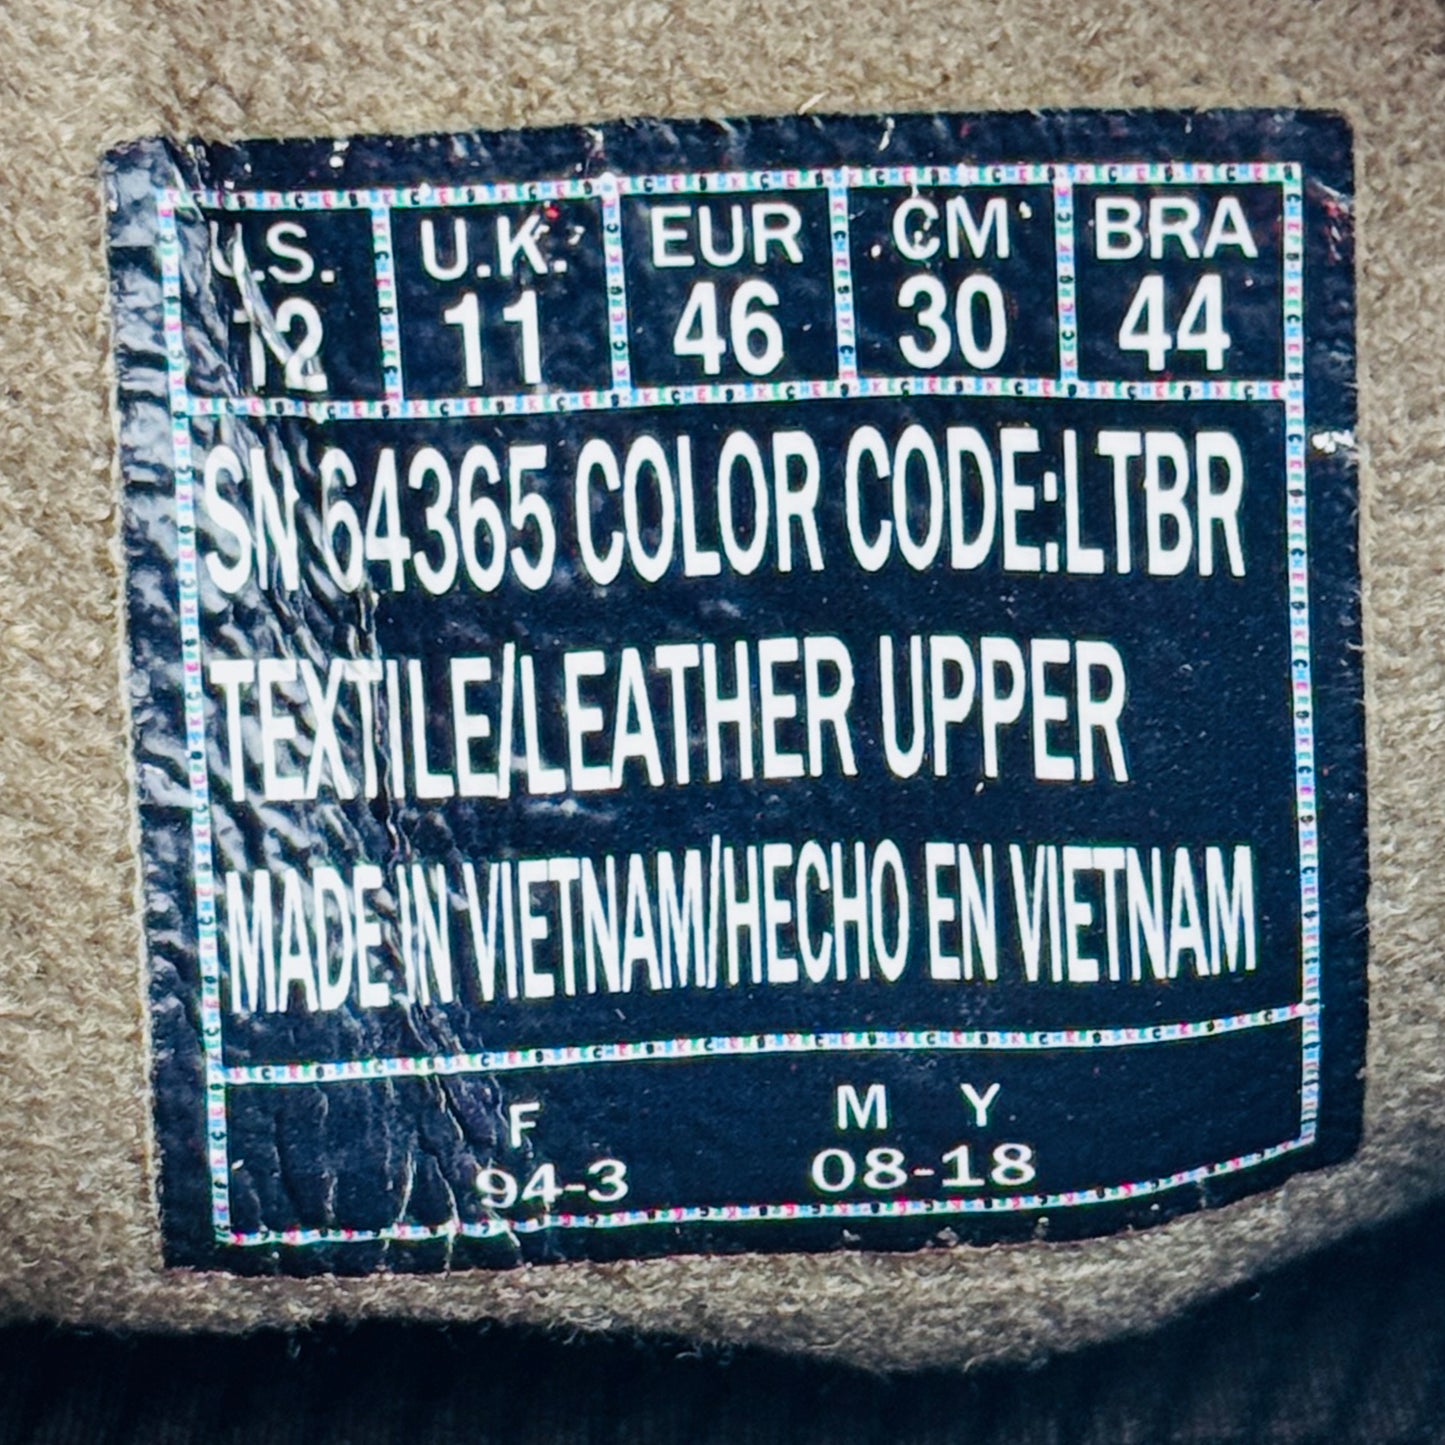 U.S. U.K. EUR CM BRA
12 11 46 30 44
SN 64365 COLOR CODE:LTBR
TEXTILE/LEATHER UPPER
MADE IN VIETNAM/HECHO EN VIETNAM
F M Y
94-3 08-18